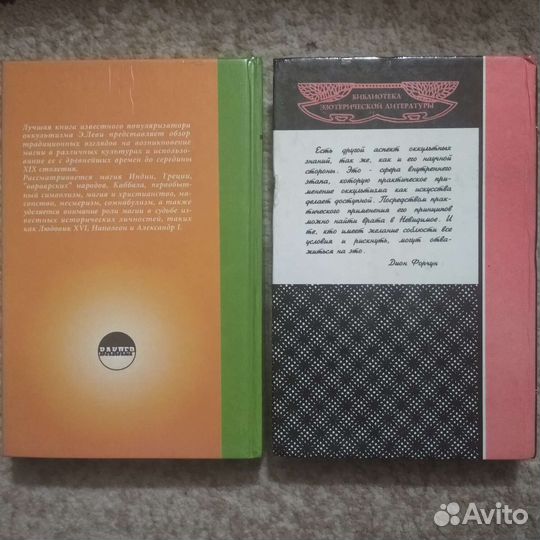 Лучшая книга известного популяризатора
оккультизма Э.Леви представляет обзор
традиционных взглядов на возникновение
магии в различных культурах и использо-
вание ее с древнейших времен до середины
XIX столетия.
Рассматривается магия Индии, Греции,
"варварских" народов, Каббала, первобыт-
ный символизм, магия и христианство, ма-
сонство, месмеризм, сомнабулизм, а также
уделяется внимание роли магии в судьбе из-
вестных исторических личностей, таких
как Людовик XVI, Наполеон и Александр I.
БИБЛИОТЕКА
ЭЗОТЕРИЧЕСКОЙ ЛИТЕРАТУРЫ
Есть другой аспект оккультных
знаний, так же, как и его научной
стороны. Это - сфера внутреннего
этапа, которую практическое при-
менение оккультизма как искусства
делает доступной. Посредством прак-
тического применения его принципов
можно найти врата в Невидимое. И
те, кто имеет желание соблюсти все
условия и рискнуть, могут отва-
житься на это.
Дион Форчун
Avito